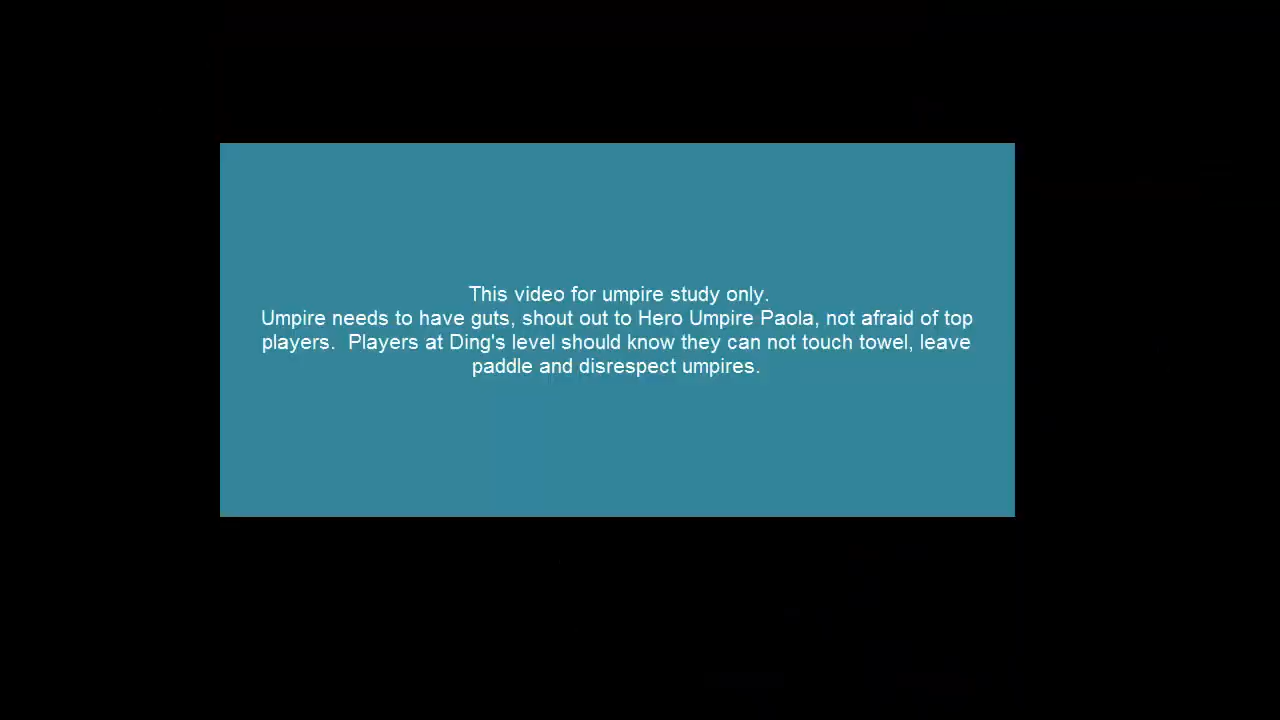 This video for umpire study only.
Umpire needs to have guts, shout out to Hero Umpire Paola, not afraid of top
players.  Players at Ding's level should know they can not touch towel, leave
paddle and disrespect umpires.